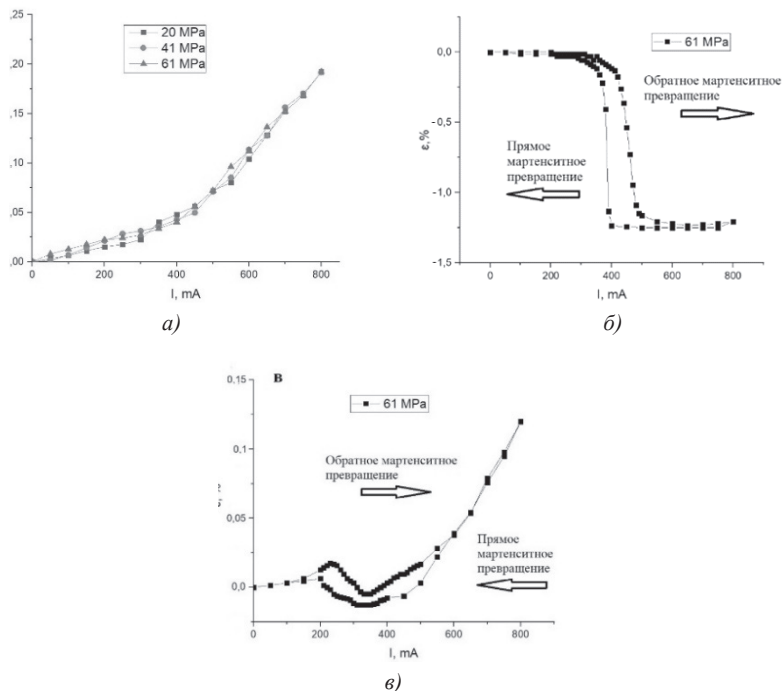 20 MPa
41 MPa
61 MPa
,25
,20
,15
,10
,05
,00
0 200 400 600 800
I, mA
а)
61 MPa
0,0
-0,5
-1,0
-1,5
ε, %
Обратное мартенситное
превращение
Прямое
мартенситное
превращение
0 200 400 600 800
I, mA
б)
в
61 MPa
0,15
0,1
0,05
0,0
Обратное мартенситное
превращение
Прямое
мартенситное
превращение
0 200 400 600 800
I, mA
в)